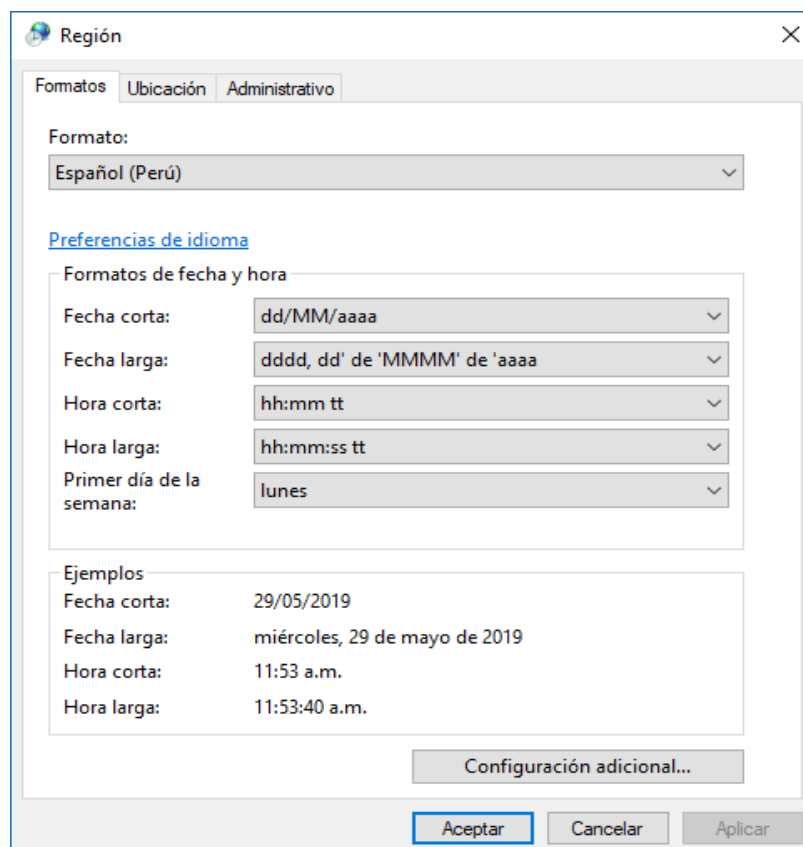 Región
Formatos Ubicación Administrativo
Formato:
Español (Perú)
Preferencias de idioma
Formatos de fecha y hora
Fecha corta: dd/MM/aaaa
Fecha larga: dddd, dd' de 'MMMM' de 'aaaa
Hora corta: hh:mm tt
Hora larga: hh:mm:ss tt
Primer día de la
semana: lunes
Ejemplos
Fecha corta: 29/05/2019
Fecha larga: miércoles, 29 de mayo de 2019
Hora corta: 11:53 a.m.
Hora larga: 11:53:40 a.m.
Configuración adicional...
Aceptar Cancelar Aplicar